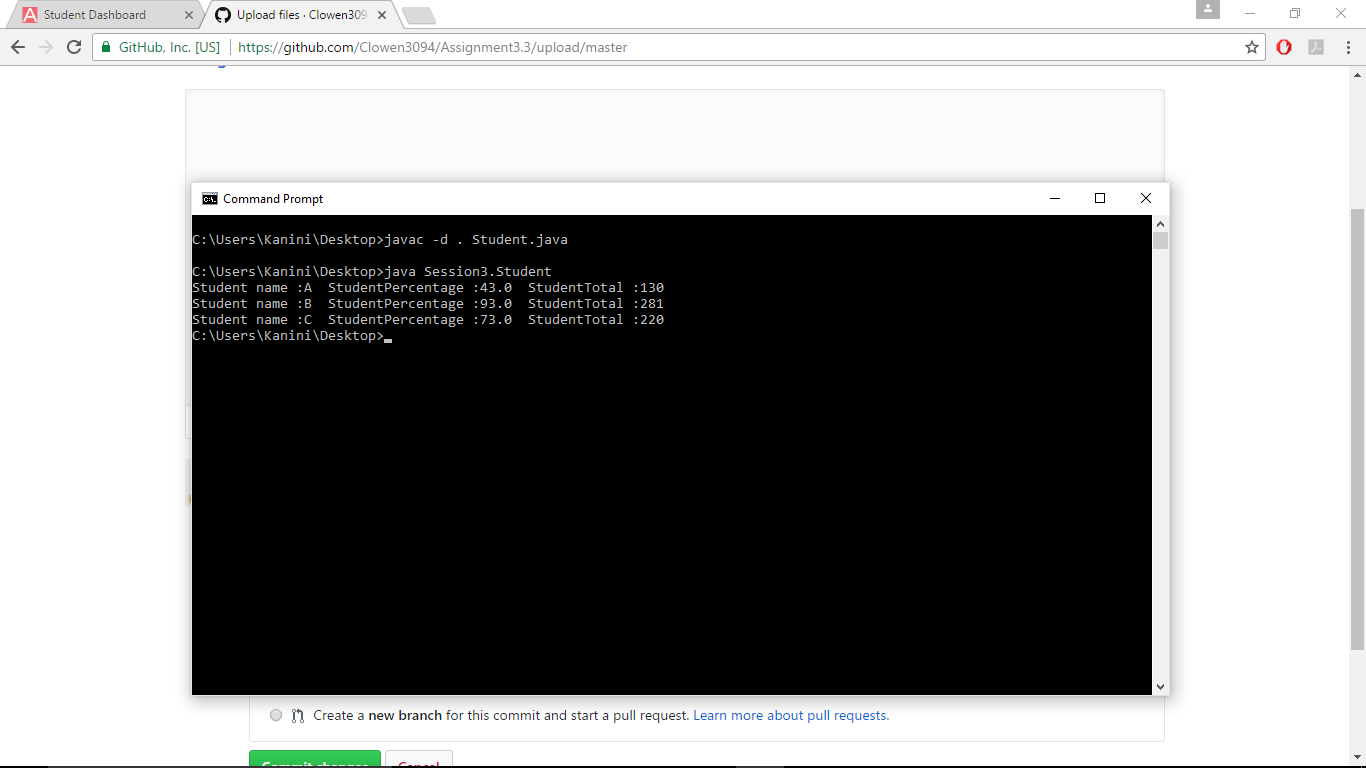 Student Dashboard
Upload files · Clowen309
GitHub, Inc. [US] https://github.com/Clowen3094/Assignment3.3/upload/master
Command Prompt
C:\Users\Kanini\Desktop>javac -d . Student.java
C:\Users\Kanini\Desktop>java Session3.Student
Student name :A  StudentPercentage :43.0  StudentTotal :130
Student name :B  StudentPercentage :93.0  StudentTotal :281
Student name :C  StudentPercentage :73.0  StudentTotal :220
C:\Users\Kanini\Desktop>
Create a new branch for this commit and start a pull request. Learn more about pull requests.
Commit changes Cancel